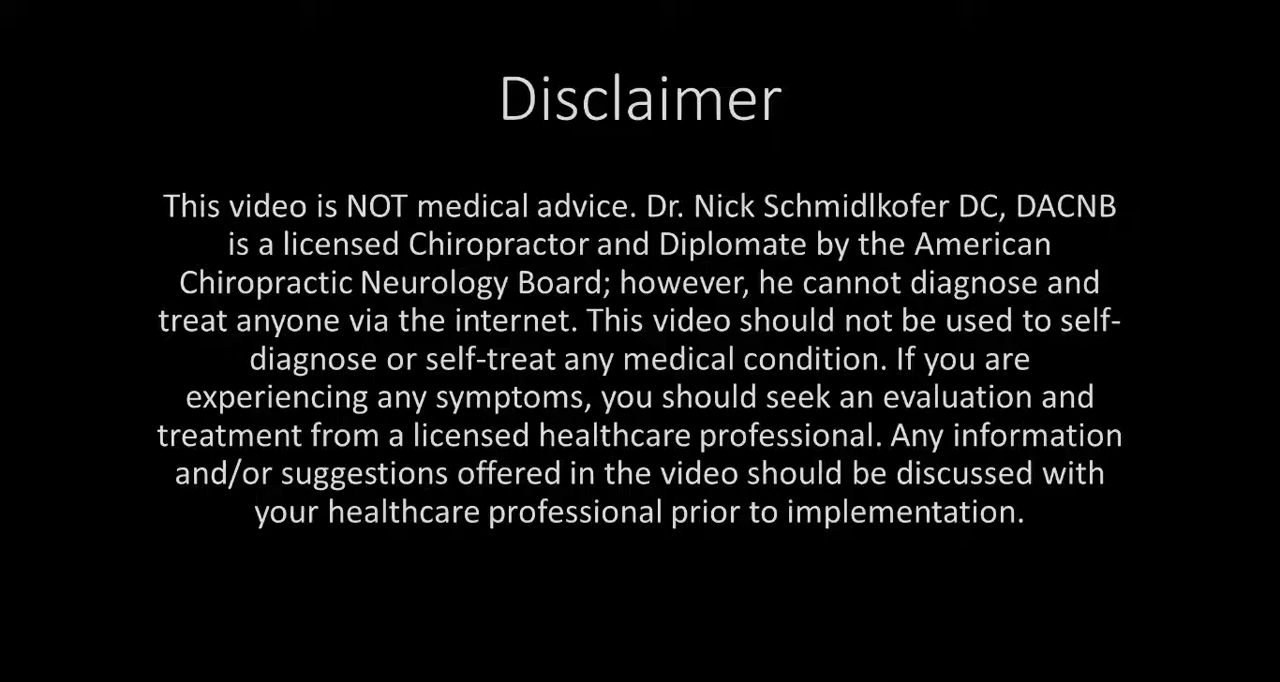 Disclaimer
This video is NOT medical advice. Dr. Nick Schmidlkofer DC, DACNB
is a licensed Chiropractor and Diplomate by the American
Chiropractic Neurology Board; however, he cannot diagnose and
treat anyone via the internet. This video should not be used to self-
diagnose or self-treat any medical condition. If you are
experiencing any symptoms, you should seek an evaluation and
treatment from a licensed healthcare professional. Any information
and/or suggestions offered in the video should be discussed with
your healthcare professional prior to implementation.